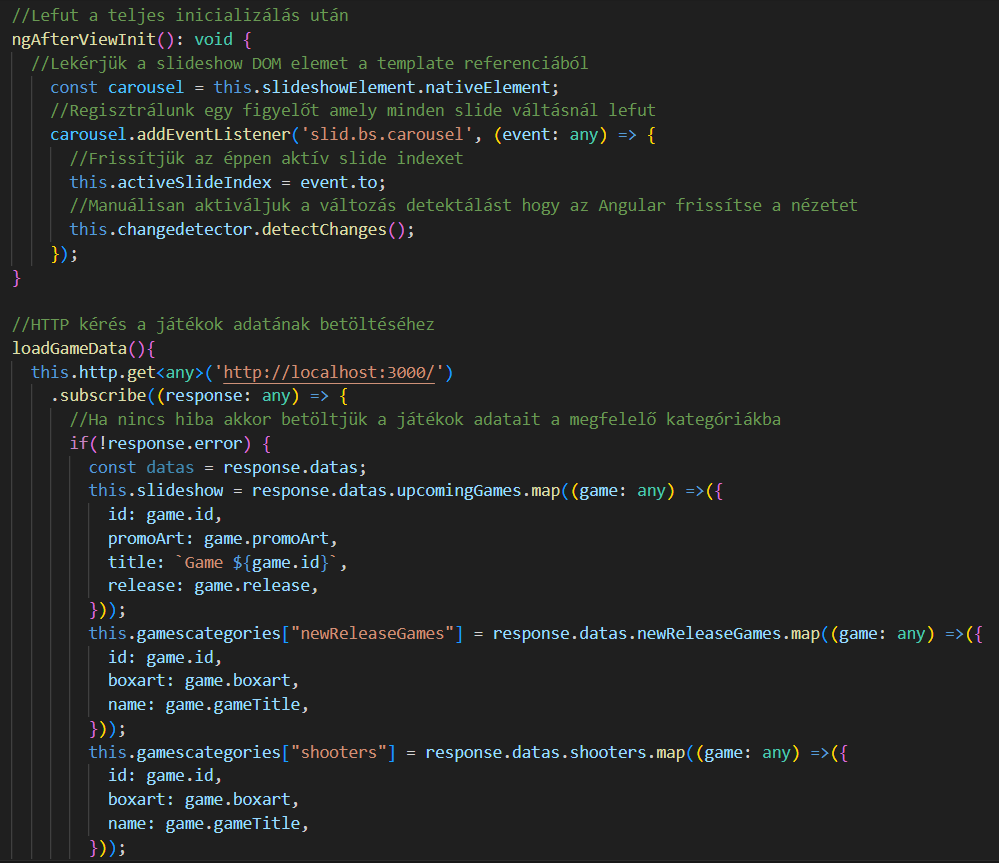 //Lefut a teljes inicializálás után
ngAfterViewInit(): void {
//Lekérjük a slideshow DOM elemet a template referenciából
const carousel = this.slideshowElement.nativeElement;
//Regisztrálunk egy figyelőt amely minden slide váltásnál lefut
carousel.addEventListener('slid.bs.carousel', (event: any) => {
//Frissítjük az éppen aktív slide indexet
this.activeSlideIndex = event.to;
//Manuálisan aktiváljuk a változás detektálást hogy az Angular frissítse a nézetet
this.changedetector.detectChanges();
});
}
//HTTP kérés a játékok adatának betöltéséhez
loadGameData(){
this.http.get<any>('http://localhost:3000/')
.subscribe((response: any) => {
//Ha nincs hiba akkor betöltjük a játékok adatait a megfelelő kategóriákba
if(!response.error) {
const datas = response.datas;
this.slideshow = response.datas.upcomingGames.map((game: any) =>({
id: game.id,
promoArt: game.promoArt,
title: `Game ${game.id}`,
release: game.release,
}));
this.gamescategories["newReleaseGames"] = response.datas.newReleaseGames.map((game: any) =>({
id: game.id,
boxart: game.boxart,
name: game.gameTitle,
}));
this.gamescategories["shooters"] = response.datas.shooters.map((game: any) =>({
id: game.id,
boxart: game.boxart,
name: game.gameTitle,
}));